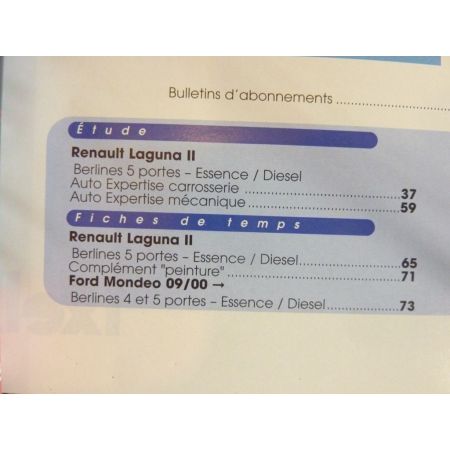 Bulletins d'abonnements ..........................
Étude
Renault Laguna II
Berlines 5 portes – Essence / Diesel
Auto Expertise carrosserie ..........................37
Auto Expertise mécanique..........................59
Fiches de temps
Renault Laguna II
Berlines 5 portes – Essence / Diesel..................65
Complément "peinture"..........................71
Ford Mondeo 09/00 →
Berlines 4 et 5 portes – Essence / Diesel............73